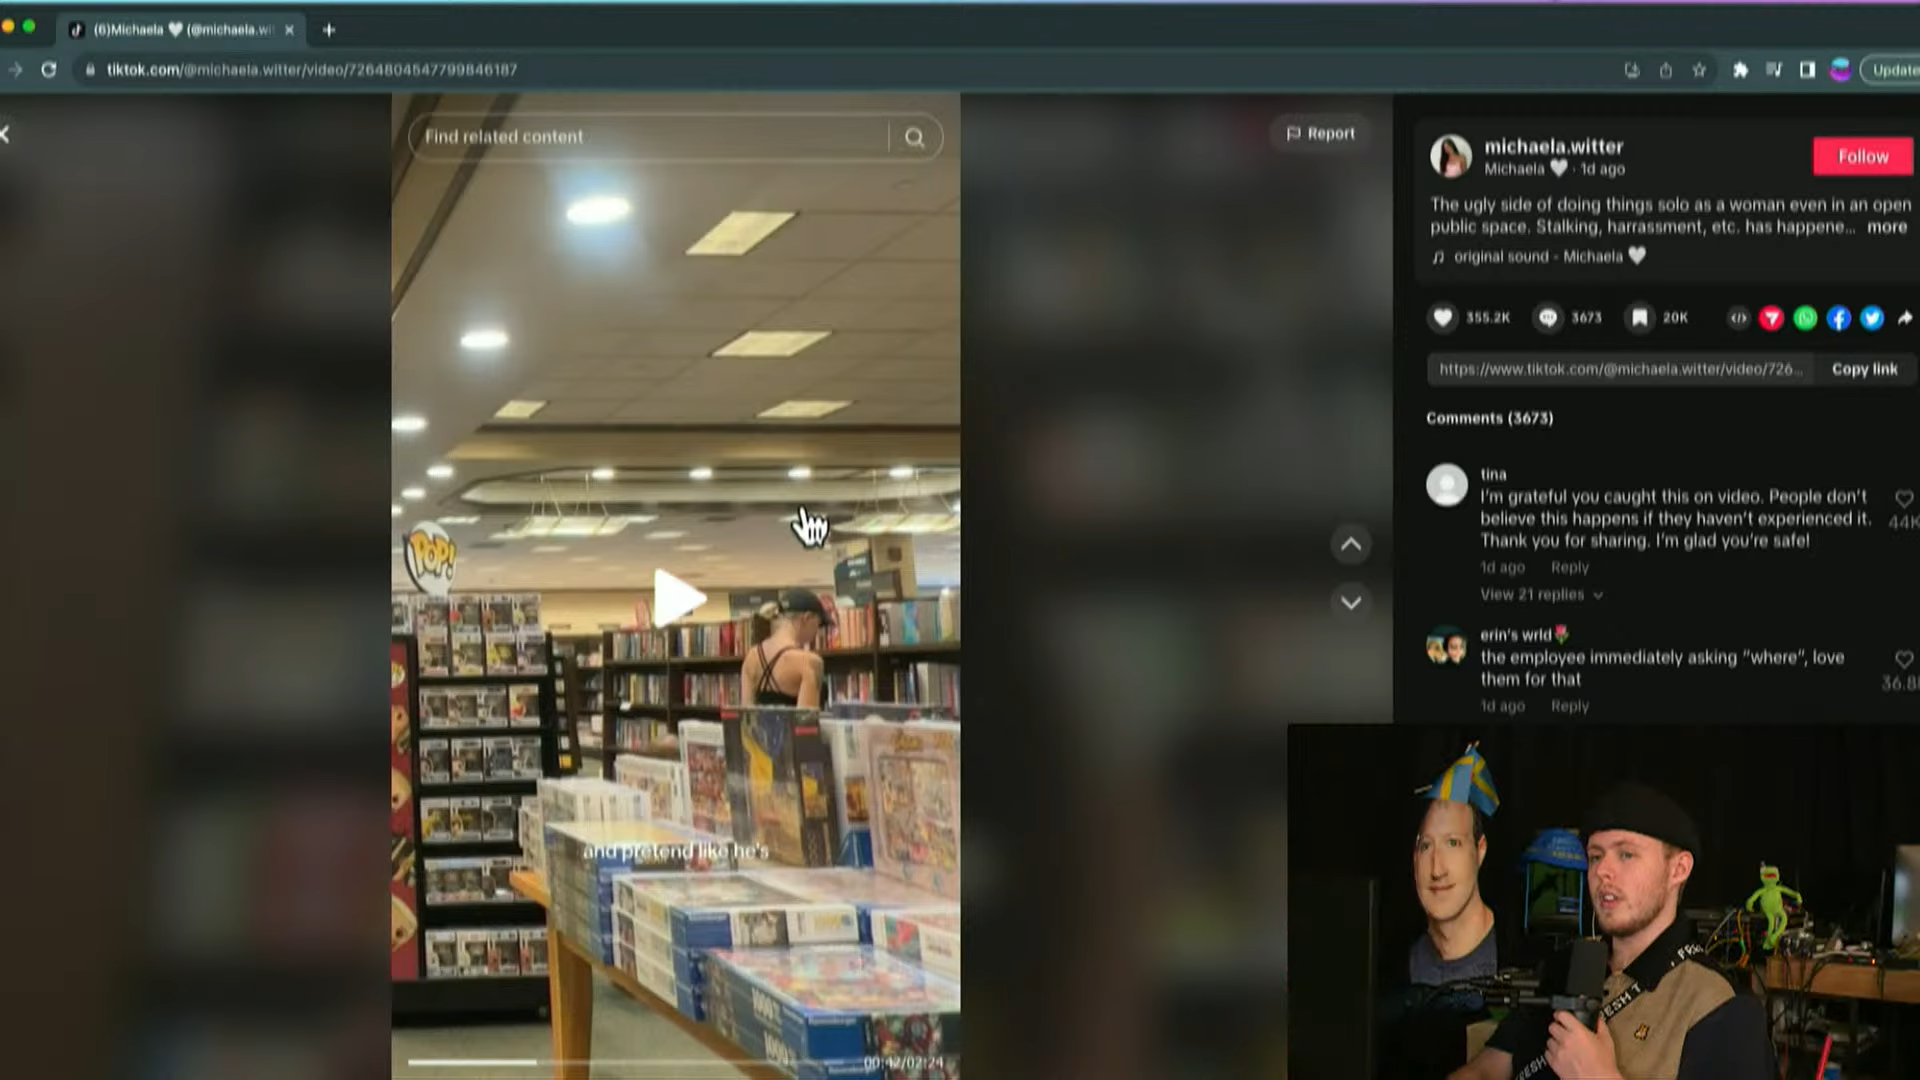 (6)Michaela 🤍 (@michaela.wi
tiktok.com/@michaela.witter/video/7264804547799846187
Update
Find related content
Report
michaela.witter
Michaela 🤍 · 1d ago
Follow
The ugly side of doing things solo as a woman even in an open
public space. Stalking, harrassment, etc. has happene... more
original sound - Michaela 🤍
355.2K
3673
20K
https://www.tiktok.com/@michaela.witter/video/726...
Copy link
Comments (3673)
tina
I'm grateful you caught this on video. People don't
believe this happens if they haven't experienced it.
Thank you for sharing. I'm glad you're safe!
44K
1d ago Reply
View 21 replies
erin's wrld🌹
the employee immediately asking "where", love
them for that
36.8
1d ago Reply
POP!
and pretend like he's
1000
00:42/02:24